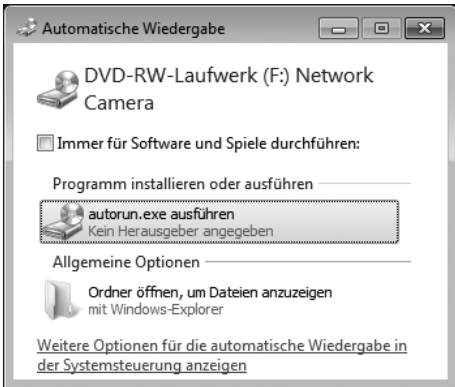 Automatische Wiedergabe
DVD-RW-Laufwerk (F:) Network
Camera
Immer für Software und Spiele durchführen:
Programm installieren oder ausführen
autorun.exe ausführen
Kein Herausgeber angegeben
Allgemeine Optionen
Ordner öffnen, um Dateien anzuzeigen
mit Windows-Explorer
Weitere Optionen für die automatische Wiedergabe in
der Systemsteuerung anzeigen